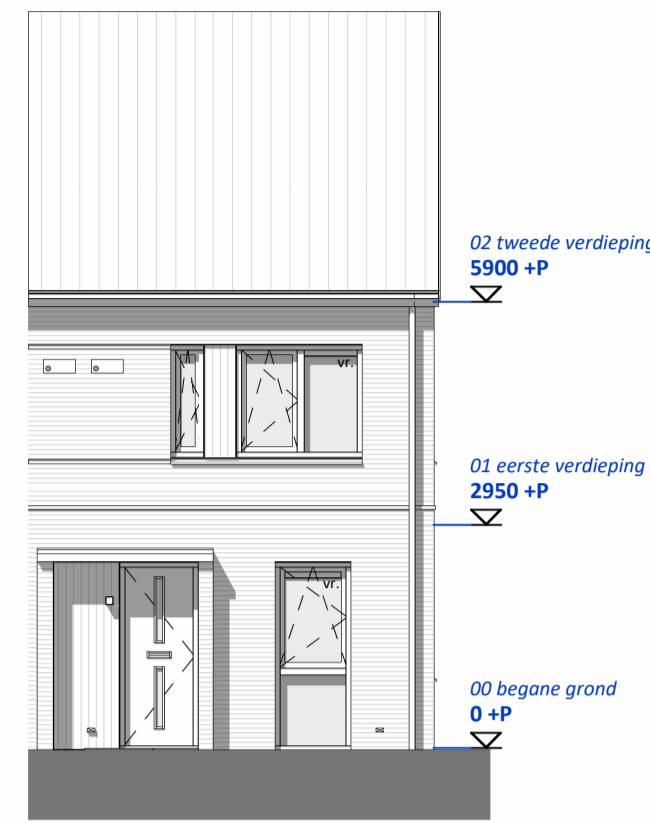 02 tweede verdieping
5900 +P
vr.
01 eerste verdieping
2950 +P
vr.
00 begane grond
0 +P